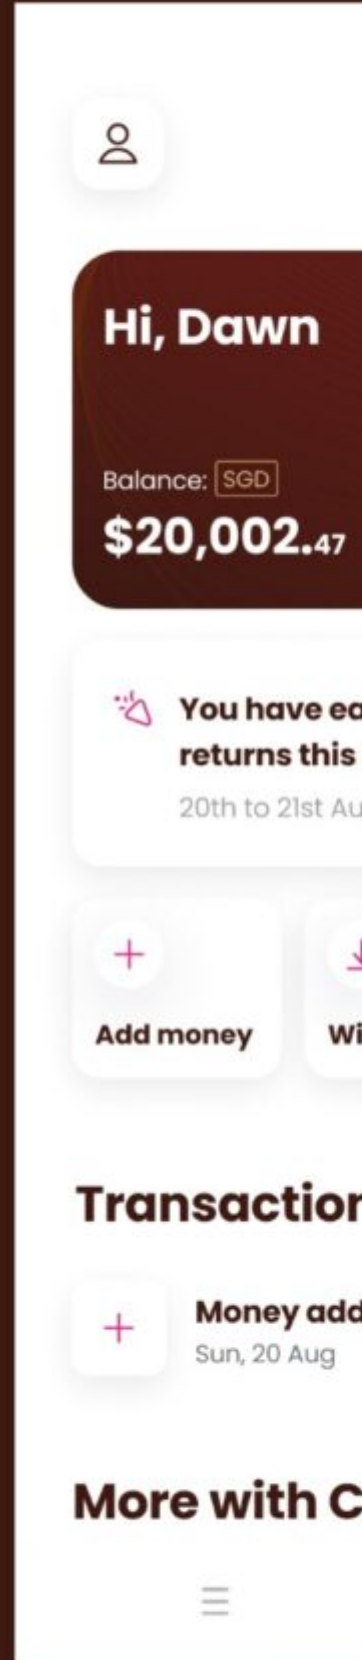 Hi, Dawn
Balance: SGD
$20,002.47
You have ea
returns this
20th to 21st Au
Add money
Wi
Transaction
Money add
Sun, 20 Aug
More with C